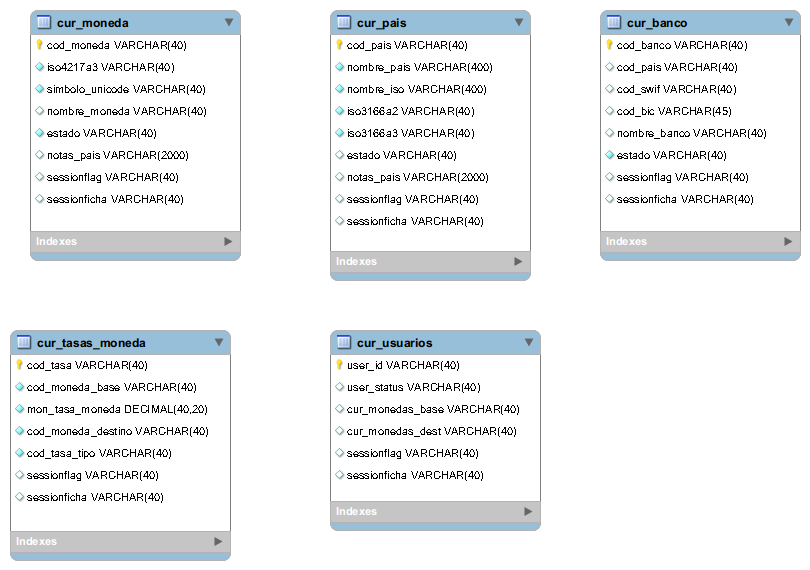 cur_moneda
cod_moneda VARCHAR(40)
iso4217a3 VARCHAR(40)
simbolo_unicode VARCHAR(40)
nombre_moneda VARCHAR(40)
estado VARCHAR(40)
notas_pais VARCHAR(2000)
sessionflag VARCHAR(40)
sessionficha VARCHAR(40)
Indexes
cur_pais
cod_pais VARCHAR(40)
nombre_pais VARCHAR(400)
nombre_iso VARCHAR(400)
iso3166a2 VARCHAR(40)
iso3166a3 VARCHAR(40)
estado VARCHAR(40)
notas_pais VARCHAR(2000)
sessionflag VARCHAR(40)
sessionficha VARCHAR(40)
Indexes
cur_banco
cod_banco VARCHAR(40)
cod_pais VARCHAR(40)
cod_swif VARCHAR(40)
cod_bic VARCHAR(45)
nombre_banco VARCHAR(40)
estado VARCHAR(40)
sessionflag VARCHAR(40)
sessionficha VARCHAR(40)
Indexes
cur_tasas_moneda
cod_tasa VARCHAR(40)
cod_moneda_base VARCHAR(40)
mon_tasa_moneda DECIMAL(40,20)
cod_moneda_destino VARCHAR(40)
cod_tasa_tipo VARCHAR(40)
sessionflag VARCHAR(40)
sessionficha VARCHAR(40)
Indexes
cur_usuarios
user_id VARCHAR(40)
user_status VARCHAR(40)
cur_monedas_base VARCHAR(40)
cur_monedas_dest VARCHAR(40)
sessionflag VARCHAR(40)
sessionficha VARCHAR(40)
Indexes